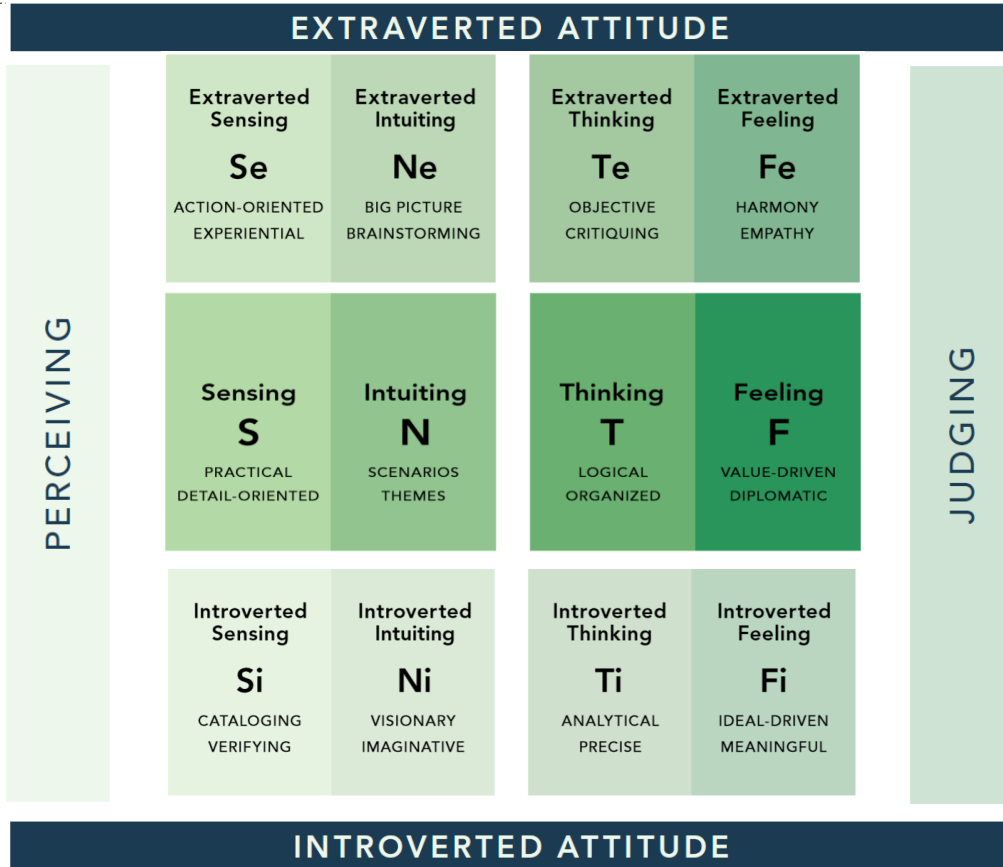 EXTRAVERTED ATTITUDE
PERCEIVING
Extraverted
Sensing
Se
ACTION-ORIENTED
EXPERIENTIAL
Extraverted
Intuiting
Ne
BIG PICTURE
BRAINSTORMING
Extraverted
Thinking
Te
OBJECTIVE
CRITIQUING
Extraverted
Feeling
Fe
HARMONY
EMPATHY
Sensing
S
PRACTICAL
DETAIL-ORIENTED
Intuiting
N
SCENARIOS
THEMES
Thinking
T
LOGICAL
ORGANIZED
Feeling
F
VALUE-DRIVEN
DIPLOMATIC
Introverted
Sensing
Si
CATALOGING
VERIFYING
Introverted
Intuiting
Ni
VISIONARY
IMAGINATIVE
Introverted
Thinking
Ti
ANALYTICAL
PRECISE
Introverted
Feeling
Fi
IDEAL-DRIVEN
MEANINGFUL
JUDGING
INTROVERTED ATTITUDE